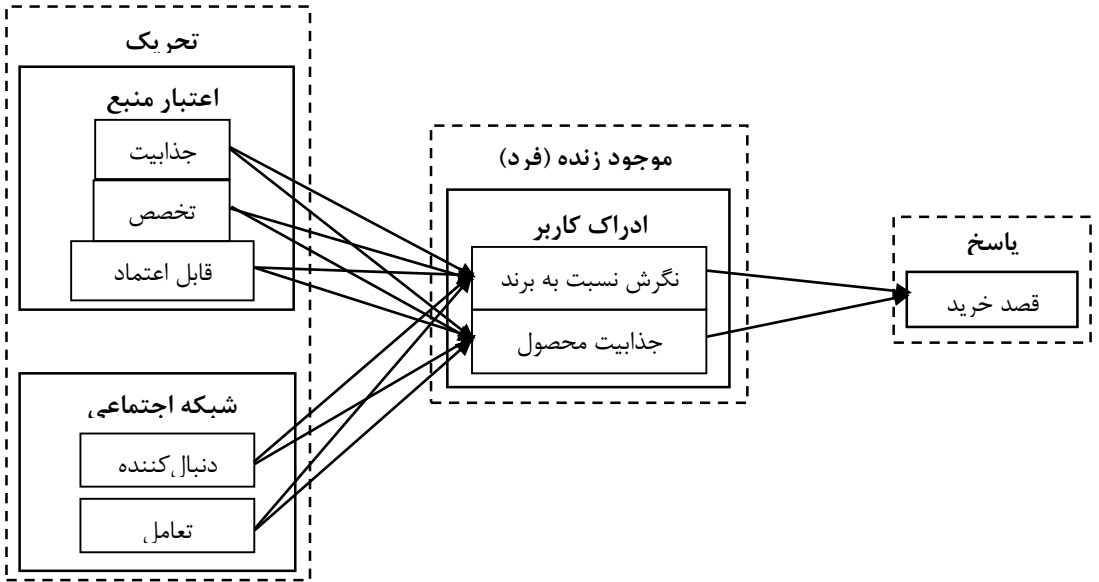 تحریک
اعتبار منبع
جذابیت
تخصص
قابل اعتماد
شبکه اجتماعی
دنبال‌کننده
تعامل
موجود زنده (فرد)
ادراک کاربر
نگرش نسبت به برند
جذابیت محصول
پاسخ
قصد خرید